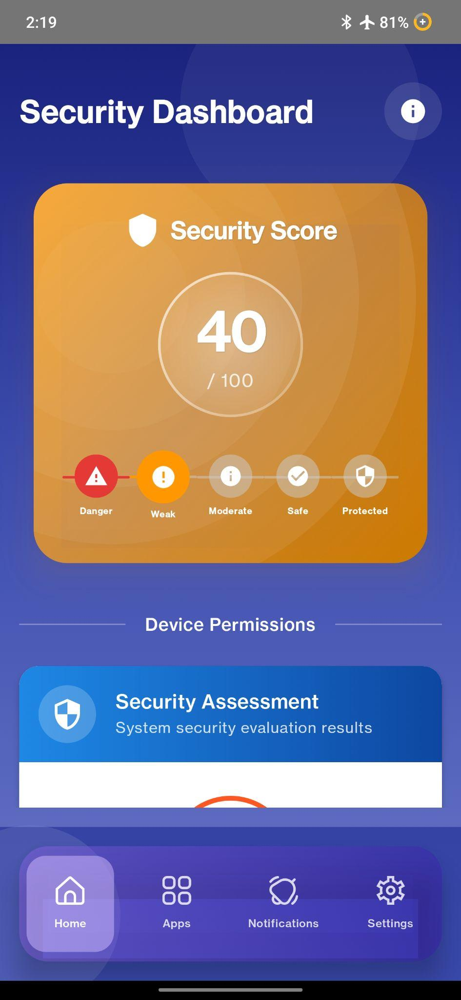 2:19
81%
Security Dashboard
Security Score
40
/ 100
Danger
Weak
Moderate
Safe
Protected
Device Permissions
Security Assessment
System security evaluation results
Home
Apps
Notifications
Settings